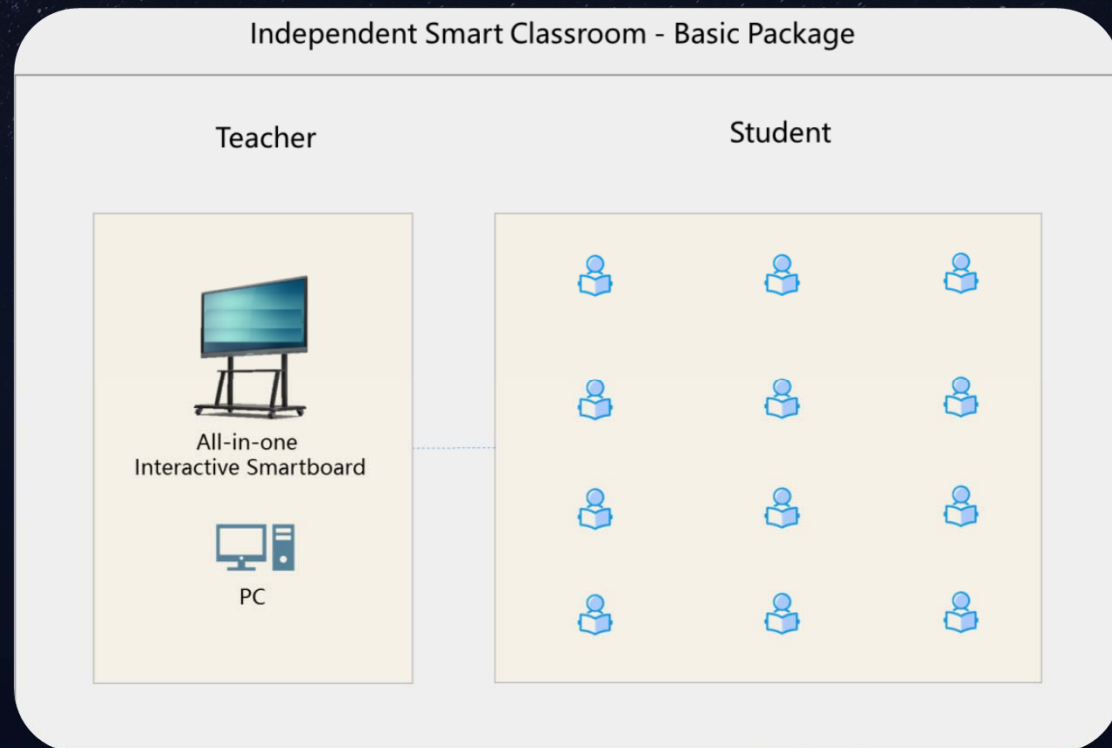 Independent Smart Classroom - Basic Package
Teacher
Student
All-in-one
Interactive Smartboard
PC